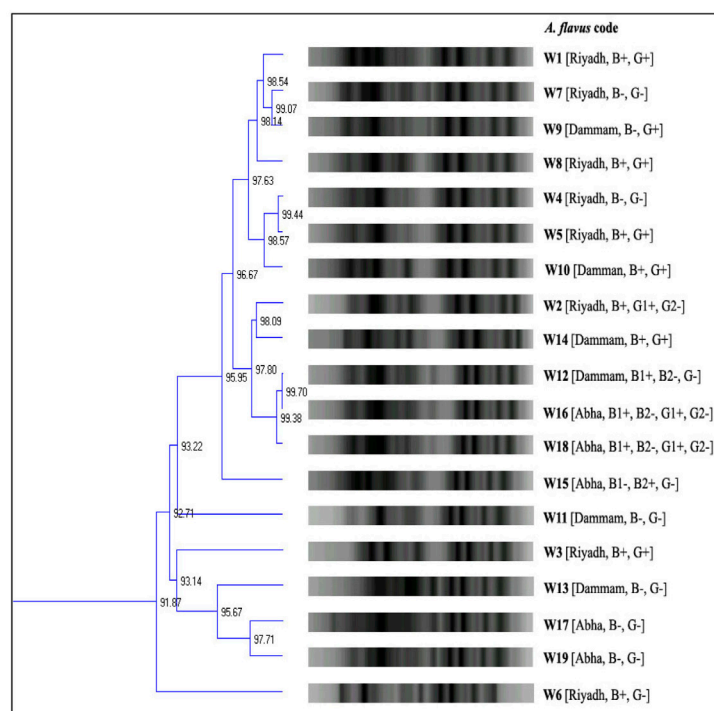 A. flavus code
W1 [Riyadh, B+, G+]
98.54
W7 [Riyadh, B-, G-]
99.07
98.14
W9 [Dammam, B-, G+]
W8 [Riyadh, B+, G+]
97.63
W4 [Riyadh, B-, G-]
99.44
W5 [Riyadh, B+, G+]
98.57
W10 [Damman, B+, G+]
96.67
W2 [Riyadh, B+, G1+, G2-]
98.09
W14 [Dammam, B+, G+]
97.80
W12 [Dammam, B1+, B2-, G-]
95.95
99.70
W16 [Abha, B1+, B2-, G1+, G2-]
99.38
W18 [Abha, B1+, B2-, G1+, G2-]
93.22
W15 [Abha, B1-, B2+, G-]
W11 [Dammam, B-, G-]
92.71
W3 [Riyadh, B+, G+]
93.14
W13 [Dammam, B-, G-]
91.87
95.67
W17 [Abha, B-, G-]
97.71
W19 [Abha, B-, G-]
W6 [Riyadh, B+, G-]